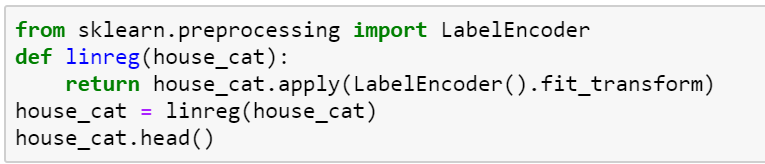 from sklearn.preprocessing import LabelEncoder
def linreg(house_cat):
    return house_cat.apply(LabelEncoder().fit_transform)
house_cat = linreg(house_cat)
house_cat.head()